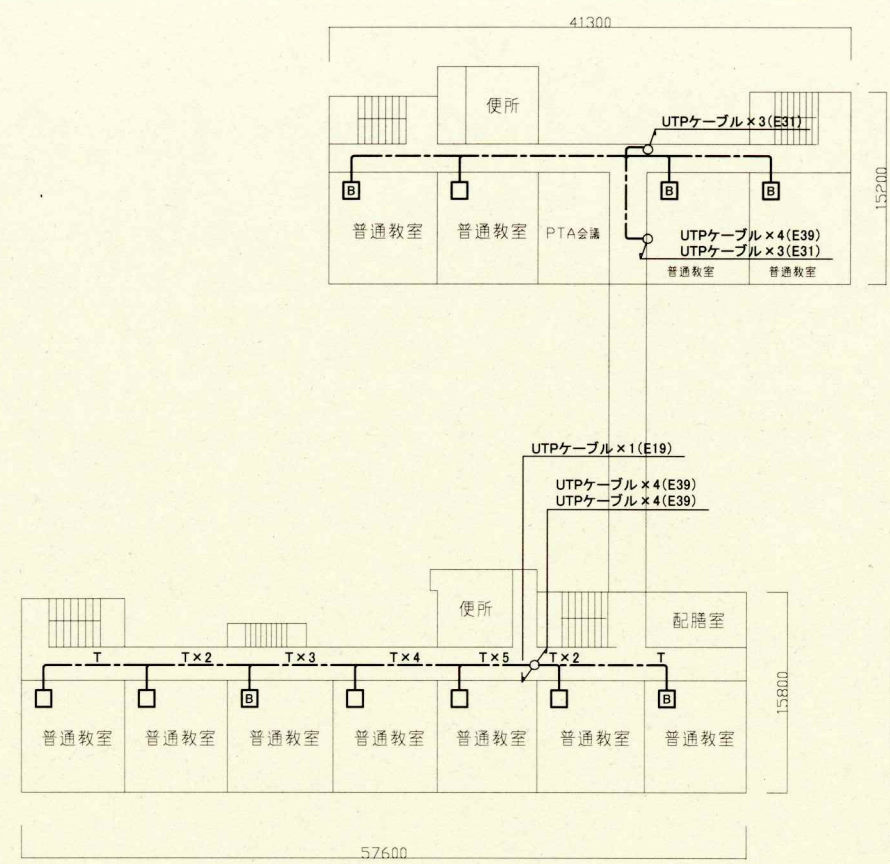 41300
便所
UTPケーブル×3(E31)
15200
B
B
B
普通教室
普通教室
PTA会議
UTPケーブル×4(E39)
UTPケーブル×3(E31)
普通教室
普通教室
UTPケーブル×1(E19)
UTPケーブル×4(E39)
UTPケーブル×4(E39)
便所
配膳室
T
T×2
T×3
T×4
T×5
T×2
T
15800
B
B
普通教室
普通教室
普通教室
普通教室
普通教室
普通教室
普通教室
57600